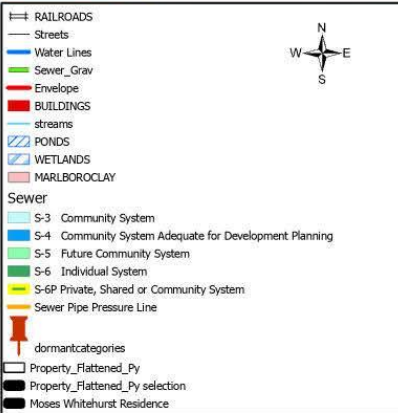 RAILROADS
Streets
Water Lines
Sewer_Grav
Envelope
BUILDINGS
streams
PONDS
WETLANDS
MARLBOROCLAY
Sewer
S-3 Community System
S-4 Community System Adequate for Development Planning
S-5 Future Community System
S-6 Individual System
S-6P Private, Shared or Community System
Sewer Pipe Pressure Line
dormantcategories
Property_Flattened_Py
Property_Flattened_Py selection
Moses Whitehurst Residence
N
W E
S